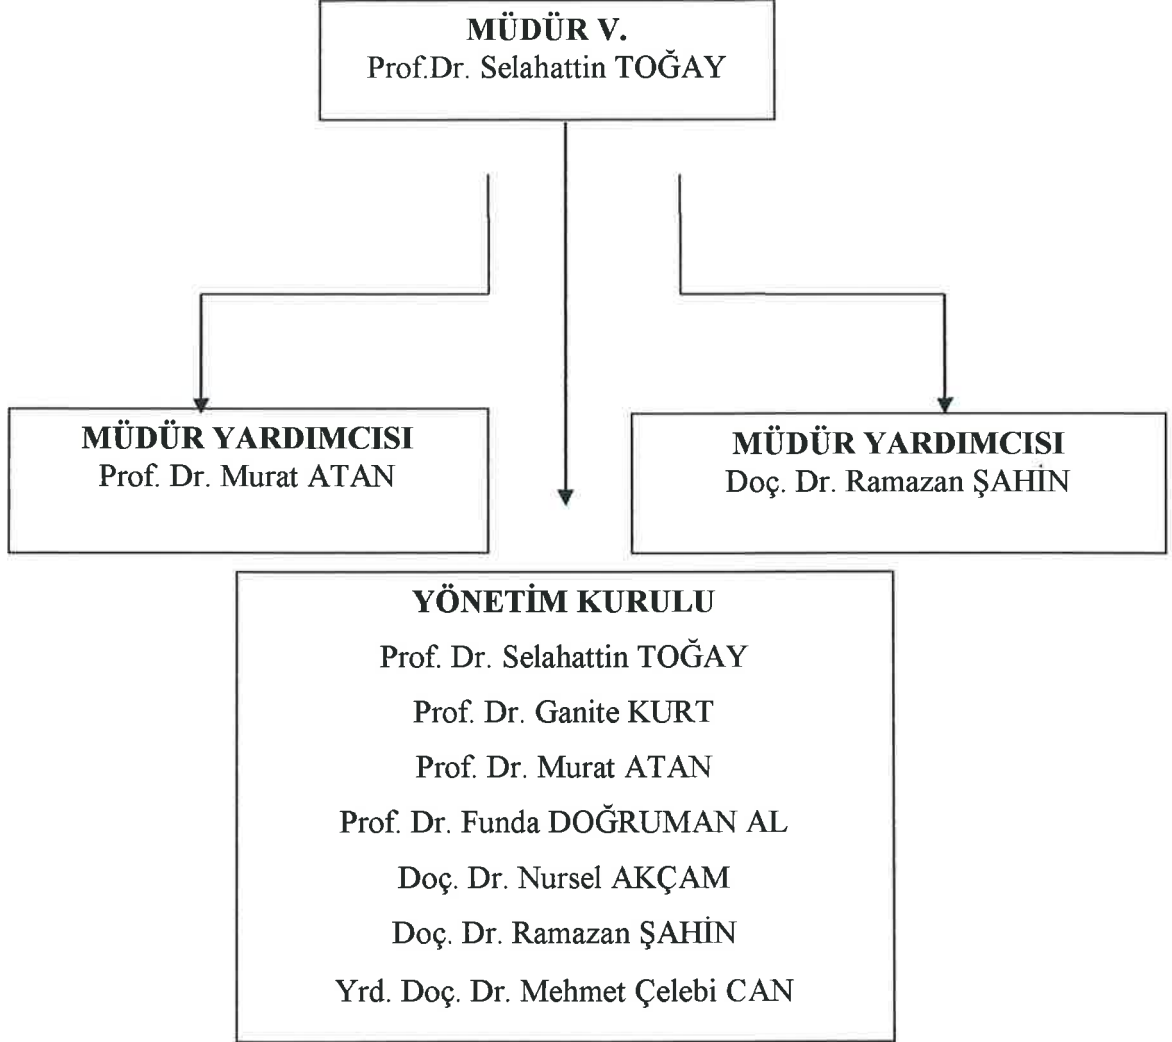 MÜDÜR V.
Prof.Dr. Selahattin TOĞAY
MÜDÜR YARDIMCISI
Prof. Dr. Murat ATAN
MÜDÜR YARDIMCISI
Doç. Dr. Ramazan ŞAHİN
YÖNETİM KURULU
Prof. Dr. Selahattin TOĞAY
Prof. Dr. Ganite KURT
Prof. Dr. Murat ATAN
Prof. Dr. Funda DOĞRUMAN AL
Doç. Dr. Nursel AKÇAM
Doç. Dr. Ramazan ŞAHİN
Yrd. Doç. Dr. Mehmet Çelebi CAN